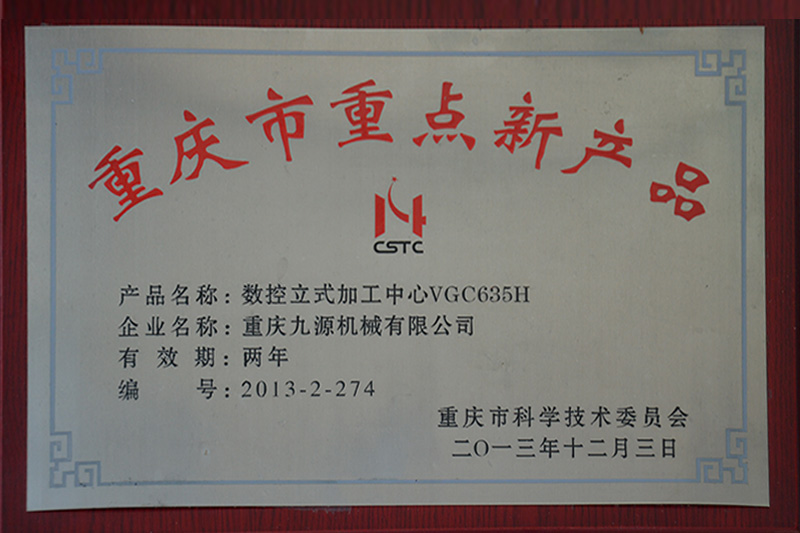 重庆市重点新产品
CSTC
产品名称：数控立式加工中心VGC635H
企业名称：重庆九源机械有限公司
有 效 期：两年
编 号：2013-2-274
重庆市科学技术委员会
二〇一三年十二月三日